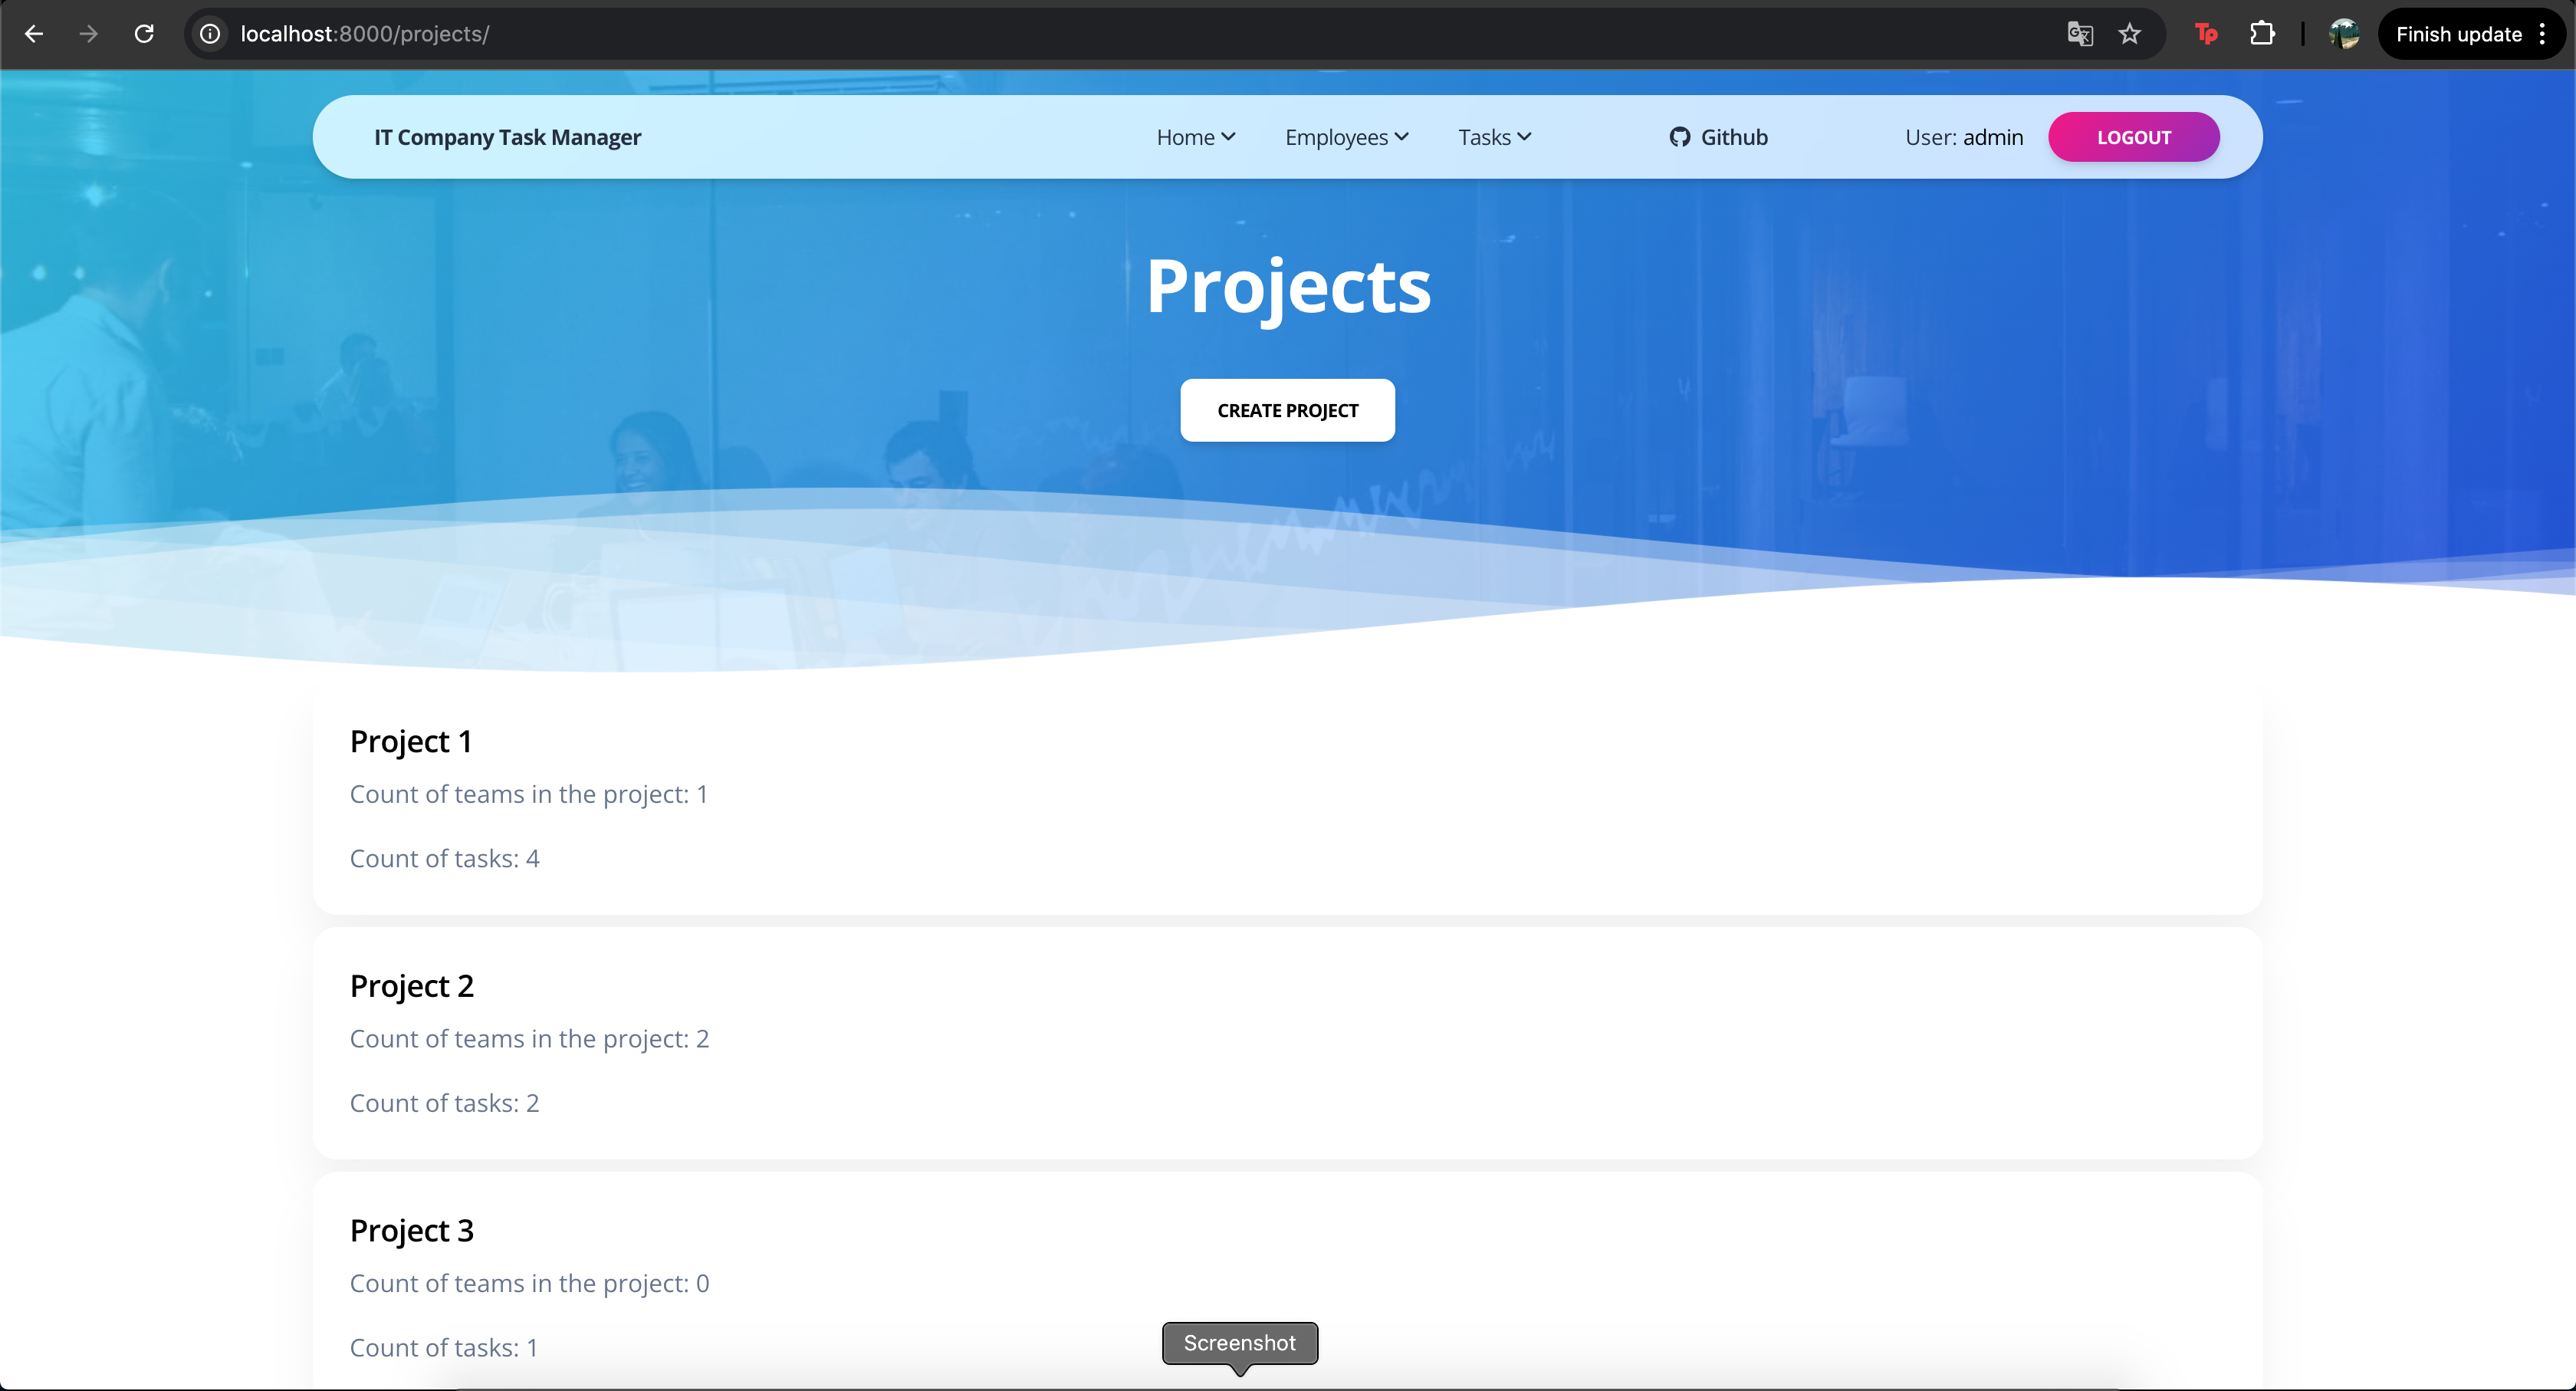 localhost:8000/projects/
Finish update
IT Company Task Manager
Home
Employees
Tasks
Github
User: admin
LOGOUT
Projects
CREATE PROJECT
Project 1
Count of teams in the project: 1
Count of tasks: 4
Project 2
Count of teams in the project: 2
Count of tasks: 2
Project 3
Count of teams in the project: 0
Count of tasks: 1
Screenshot